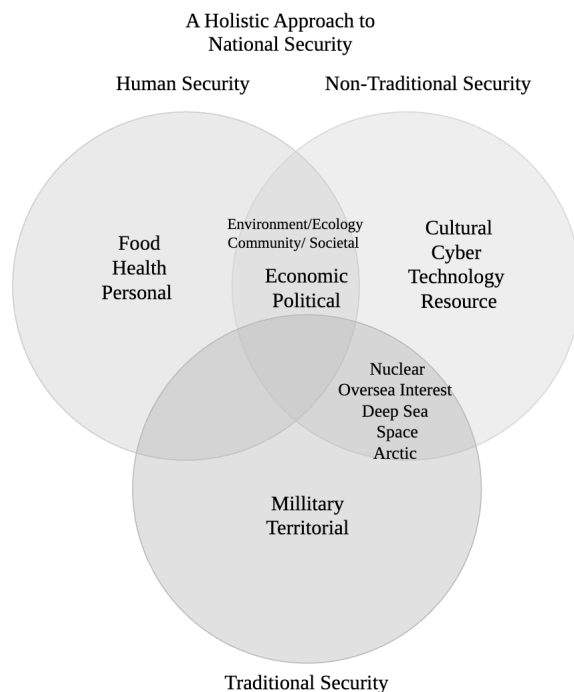 A Holistic Approach to
National Security
Human Security
Non-Traditional Security
Environment/Ecology
Community/ Societal
Economic
Political
Food
Health
Personal
Cultural
Cyber
Technology
Resource
Nuclear
Oversea Interest
Deep Sea
Space
Arctic
Millitary
Territorial
Traditional Security